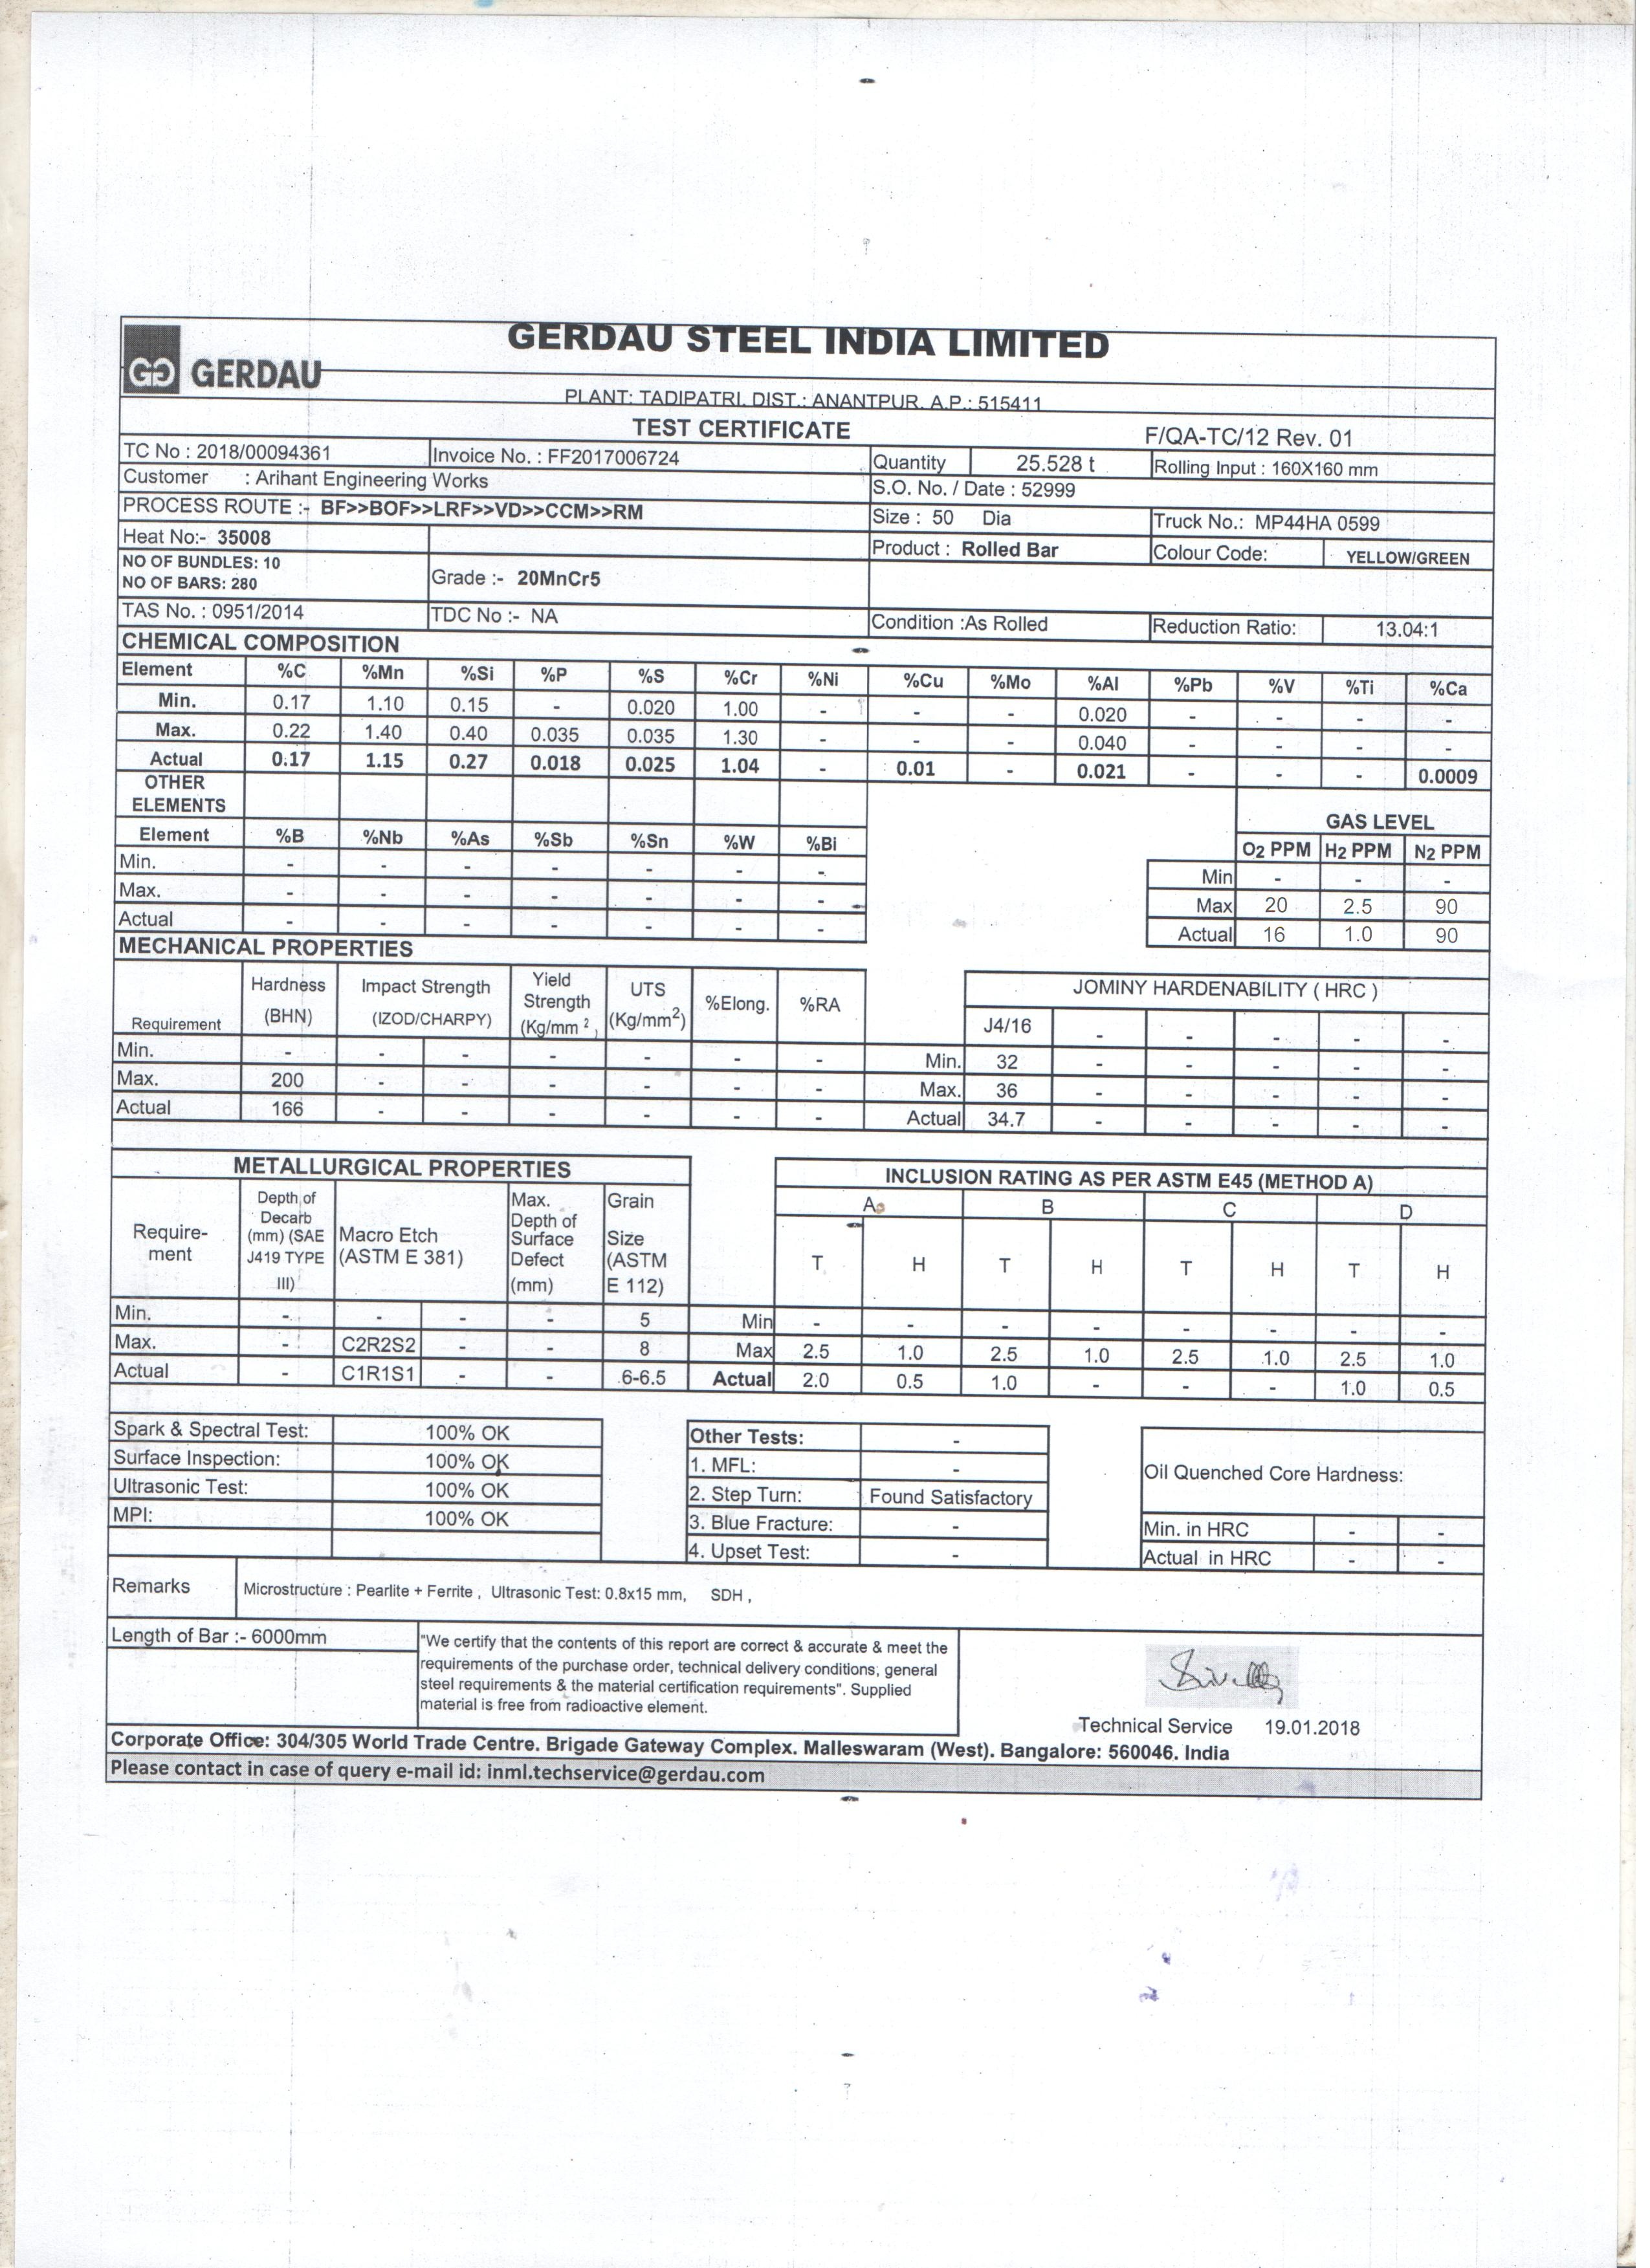 GERDAU STEEL INDIA LIMITED
GERDAU
PLANT: TADIPATRI, DIST.: ANANTPUR, A.P.: 515411
TEST CERTIFICATE F/QA-TC/12 Rev. 01
TC No : 2018/00094361 Invoice No. : FF2017006724 Quantity 25.528 t Rolling Input : 160X160 mm
Customer : Arihant Engineering Works S.O. No. / Date : 52999
PROCESS ROUTE :- BF>>BOF>>LRF>>VD>>CCM>>RM Size : 50 Dia Truck No.: MP44HA 0599
Heat No:- 35008 Product : Rolled Bar Colour Code: YELLOW/GREEN
NO OF BUNDLES: 10
NO OF BARS: 280 Grade :- 20MnCr5
TAS No. : 0951/2014 TDC No :- NA Condition :As Rolled Reduction Ratio: 13.04:1
CHEMICAL COMPOSITION
Element %C %Mn %Si %P %S %Cr %Ni %Cu %Mo %Al %Pb %V %Ti %Ca
Min. 0.17 1.10 0.15 - 0.020 1.00 - - - 0.020 - - - -
Max. 0.22 1.40 0.40 0.035 0.035 1.30 - - - 0.040 - - - -
Actual 0.17 1.15 0.27 0.018 0.025 1.04 - 0.01 - 0.021 - - - 0.0009
OTHER
ELEMENTS
GAS LEVEL
Element %B %Nb %As %Sb %Sn %W %Bi
O2 PPM H2 PPM N2 PPM
Min. - - - - - - -
Min - - -
Max. - - - - - - -
Max 20 2.5 90
Actual - - - - - - -
Actual 16 1.0 90
MECHANICAL PROPERTIES
Requirement Hardness (BHN) Impact Strength (IZOD/CHARPY) Yield Strength (Kg/mm 2 ) UTS (Kg/mm2) %Elong. %RA
JOMINY HARDENABILITY ( HRC )
J4/16 - - - - -
Min. - - - - - - - -
Min. 32 - - - - -
Max. 200 - - - - - - -
Max. 36 - - - - -
Actual 166 - - - - - - -
Actual 34.7 - - - - -
METALLURGICAL PROPERTIES
Require-
ment
Depth of
Decarb
(mm) (SAE
J419 TYPE
III)
Macro Etch
(ASTM E 381)
Max.
Depth of
Surface
Defect
(mm)
Grain
Size
(ASTM
E 112)
INCLUSION RATING AS PER ASTM E45 (METHOD A)
A B C D
T H T H T H T H
Min. - - - - 5
Min - - - - - - - -
Max. - C2R2S2 - - 8
Max 2.5 1.0 2.5 1.0 2.5 1.0 2.5 1.0
Actual - C1R1S1 - - 6-6.5
Actual 2.0 0.5 1.0 - - - 1.0 0.5
Spark & Spectral Test: 100% OK
Surface Inspection: 100% OK
Ultrasonic Test: 100% OK
MPI: 100% OK
Other Tests: -
1. MFL: -
2. Step Turn: Found Satisfactory
3. Blue Fracture: -
4. Upset Test: -
Oil Quenched Core Hardness:
Min. in HRC - -
Actual in HRC - -
Remarks Microstructure : Pearlite + Ferrite , Ultrasonic Test: 0.8x15 mm, SDH ,
Length of Bar :- 6000mm
"We certify that the contents of this report are correct & accurate & meet the
requirements of the purchase order, technical delivery conditions, general
steel requirements & the material certification requirements". Supplied
material is free from radioactive element.
Technical Service 19.01.2018
Corporate Office: 304/305 World Trade Centre. Brigade Gateway Complex. Malleswaram (West). Bangalore: 560046. India
Please contact in case of query e-mail id: inml.techservice@gerdau.com